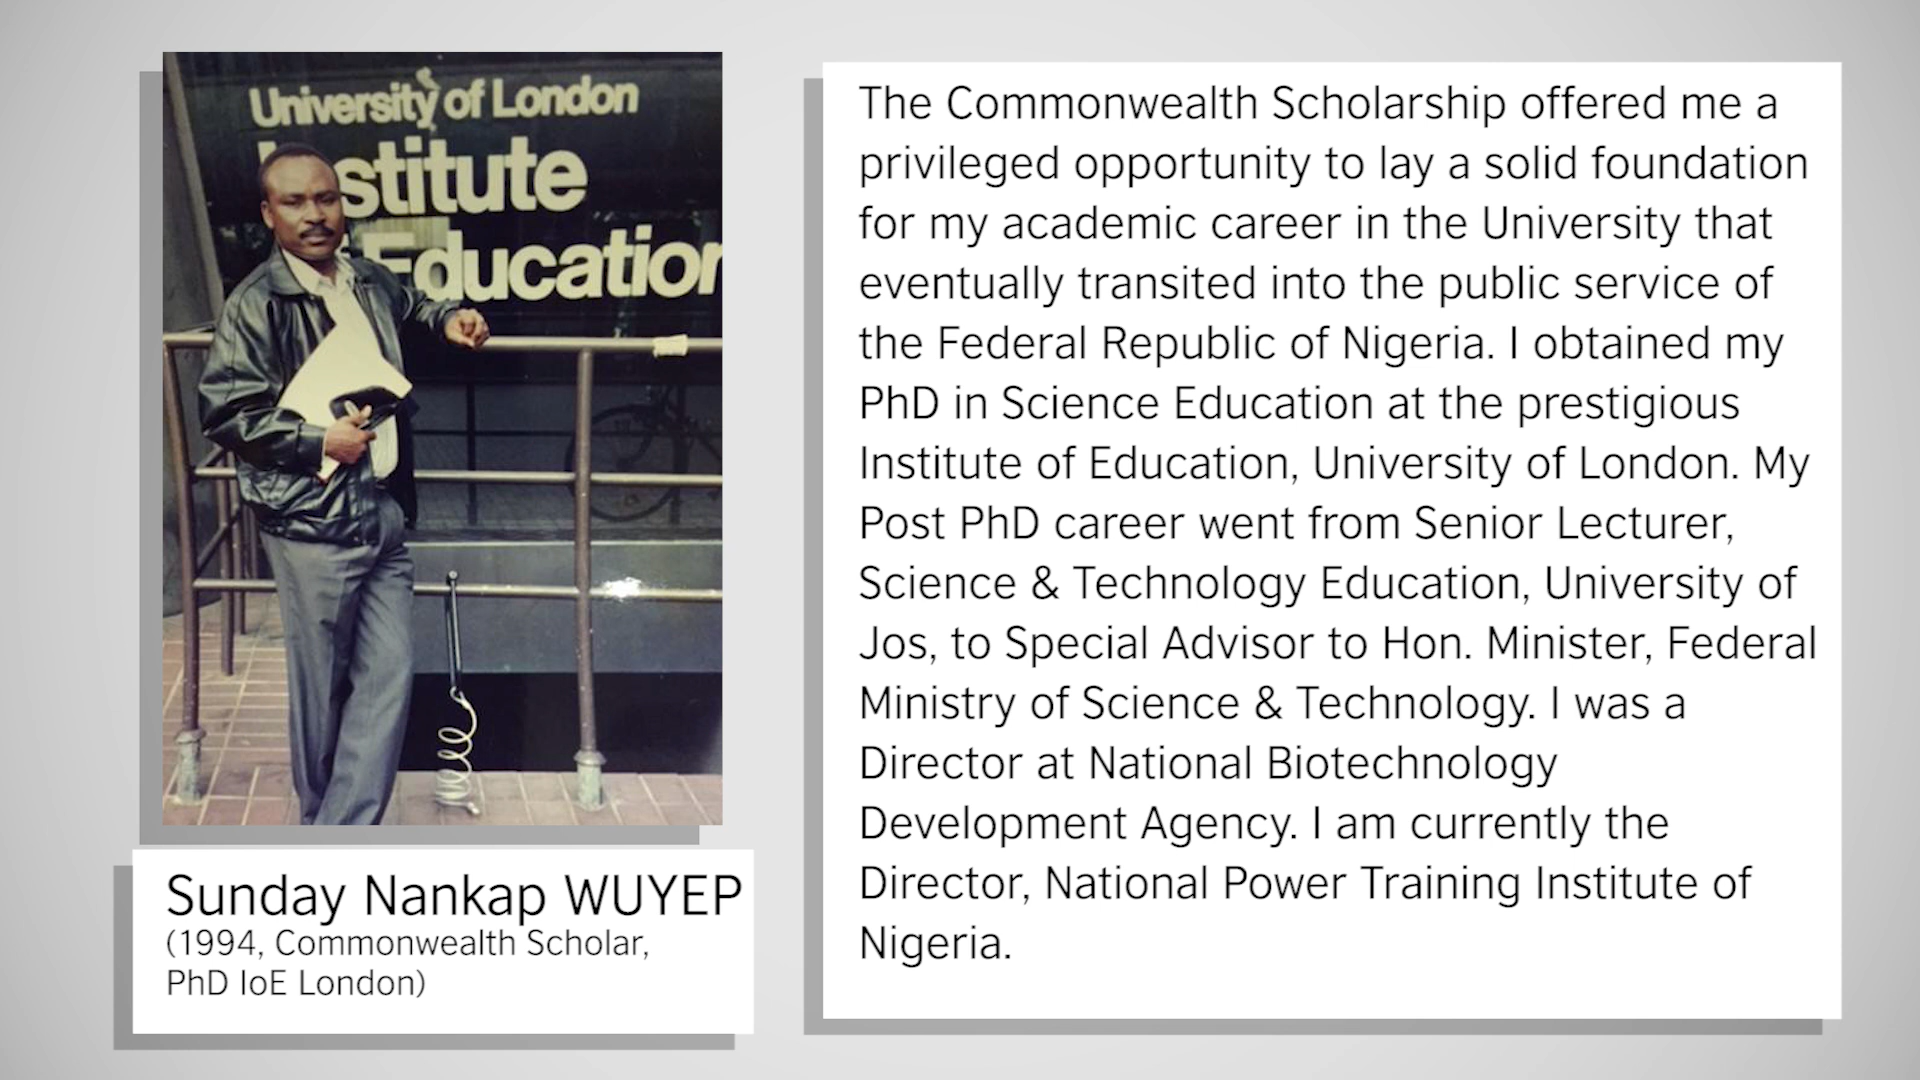 University of London
stitute
Education
Sunday Nankap WUYEP
(1994, Commonwealth Scholar,
PhD IoE London)
The Commonwealth Scholarship offered me a
privileged opportunity to lay a solid foundation
for my academic career in the University that
eventually transited into the public service of
the Federal Republic of Nigeria. I obtained my
PhD in Science Education at the prestigious
Institute of Education, University of London. My
Post PhD career went from Senior Lecturer,
Science & Technology Education, University of
Jos, to Special Advisor to Hon. Minister, Federal
Ministry of Science & Technology. I was a
Director at National Biotechnology
Development Agency. I am currently the
Director, National Power Training Institute of
Nigeria.